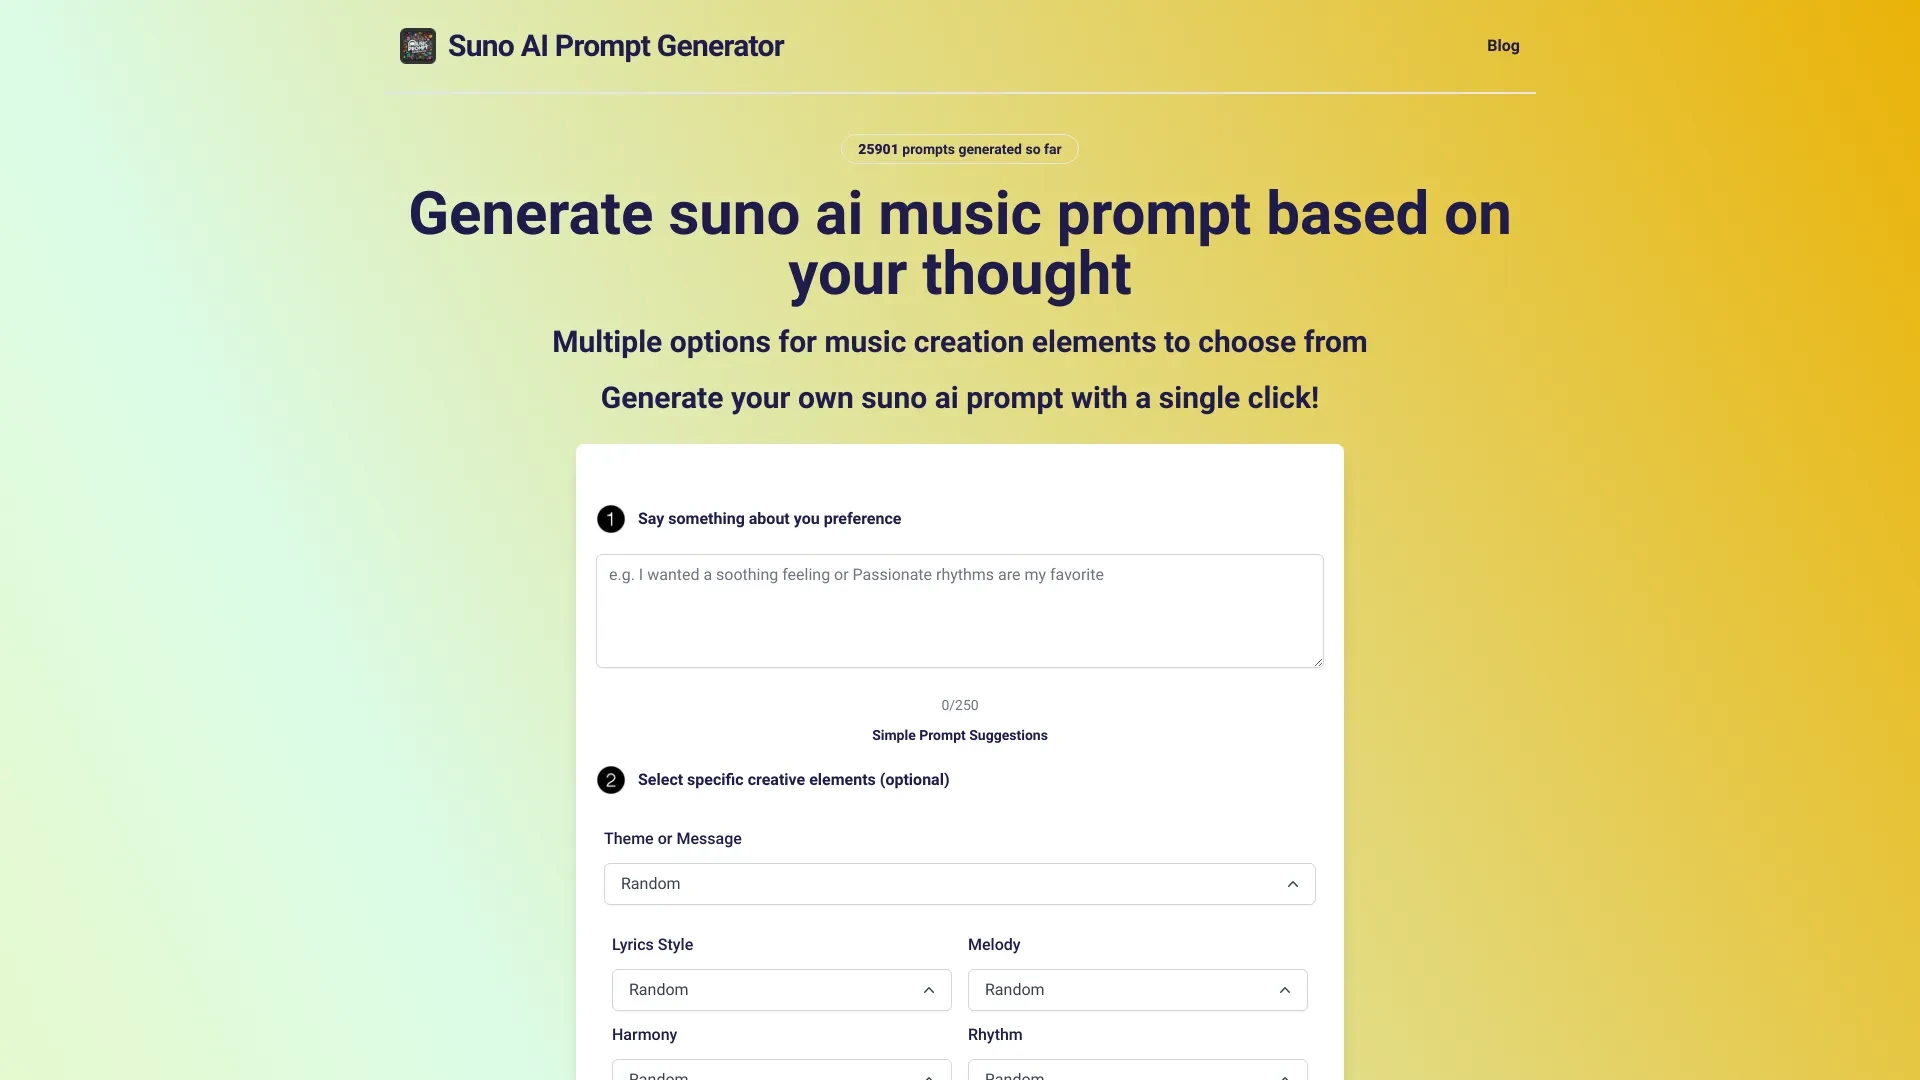 Suno AI Prompt Generator
Blog
25901 prompts generated so far
Generate suno ai music prompt based on
your thought
Multiple options for music creation elements to choose from
Generate your own suno ai prompt with a single click!
1 Say something about you preference
e.g. I wanted a soothing feeling or Passionate rhythms are my favorite
0/250
Simple Prompt Suggestions
2 Select specific creative elements (optional)
Theme or Message
Random
Lyrics Style
Melody
Random
Random
Harmony
Rhythm
Random
Random